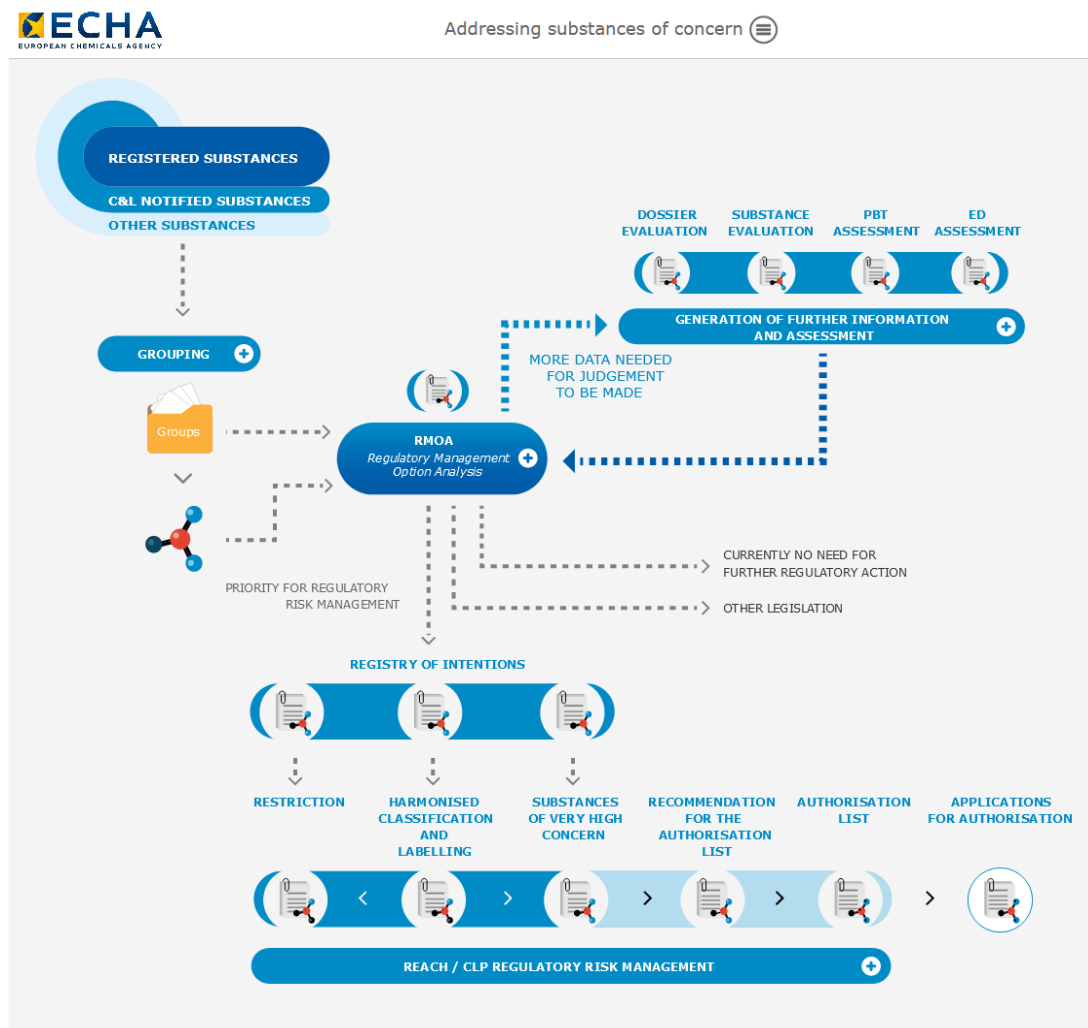 ECHA
EUROPEAN CHEMICALS AGENCY
Addressing substances of concern
REGISTERED SUBSTANCES
C&L NOTIFIED SUBSTANCES
OTHER SUBSTANCES
DOSSIER
EVALUATION
SUBSTANCE
EVALUATION
PBT
ASSESSMENT
ED
ASSESSMENT
GENERATION OF FURTHER INFORMATION
AND ASSESSMENT
GROUPING
MORE DATA NEEDED
FOR JUDGEMENT
TO BE MADE
Groups
RMOA
Regulatory Management
Option Analysis
CURRENTLY NO NEED FOR
FURTHER REGULATORY ACTION
PRIORITY FOR REGULATORY
RISK MANAGEMENT
OTHER LEGISLATION
REGISTRY OF INTENTIONS
RESTRICTION
HARMONISED
CLASSIFICATION
AND
LABELLING
SUBSTANCES
OF VERY HIGH
CONCERN
RECOMMENDATION
FOR THE
AUTHORISATION
LIST
AUTHORISATION
LIST
APPLICATIONS
FOR AUTHORISATION
REACH / CLP REGULATORY RISK MANAGEMENT